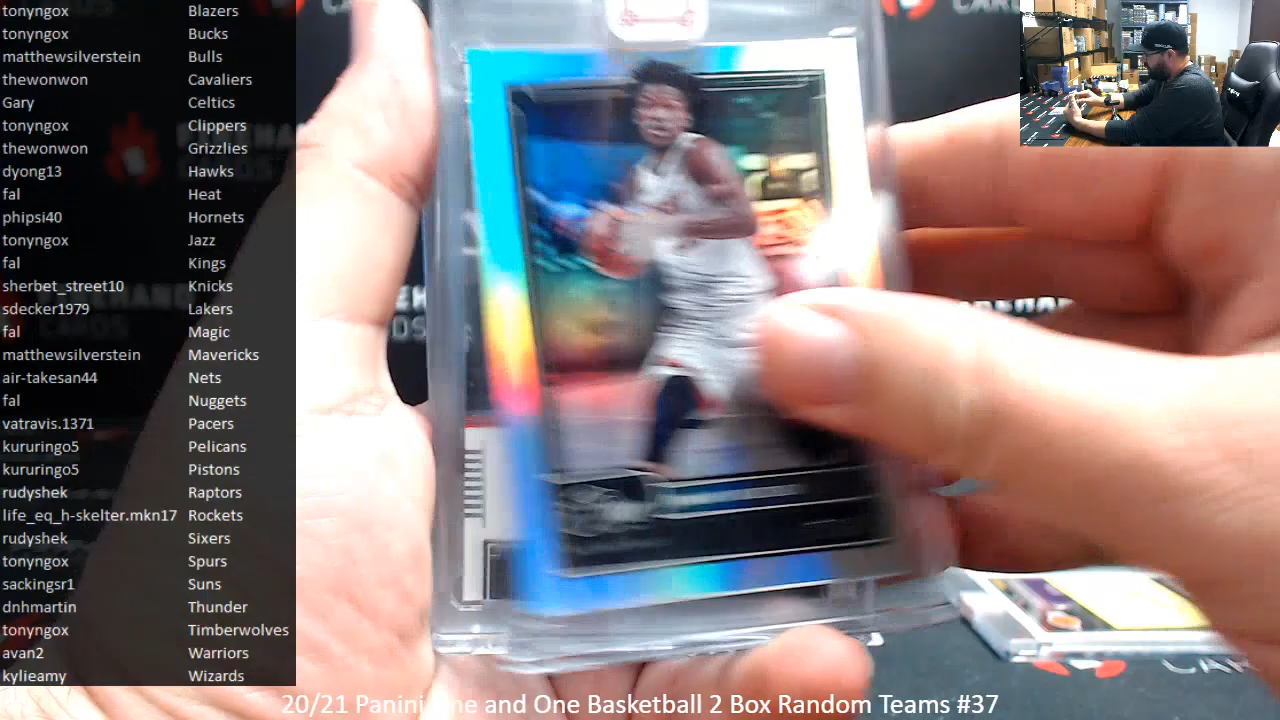 tonyngox Blazers
tonyngox Bucks
matthewsilverstein Bulls
thewonwon Cavaliers
Gary Celtics
tonyngox Clippers
thewonwon Grizzlies
dyong13 Hawks
fal Heat
phipsi40 Hornets
tonyngox Jazz
fal Kings
sherbet_street10 Knicks
sdecker1979 Lakers
fal Magic
matthewsilverstein Mavericks
air-takesan44 Nets
fal Nuggets
vatravis.1371 Pacers
kururingo5 Pelicans
kururingo5 Pistons
rudyshek Raptors
life_eq_h-skelter.mkn17 Rockets
rudyshek Sixers
tonyngox Spurs
sackingsr1 Suns
dnhmartin Thunder
tonyngox Timberwolves
avan2 Warriors
kylieamy Wizards
20/21 Panini One and One Basketball 2 Box Random Teams #37